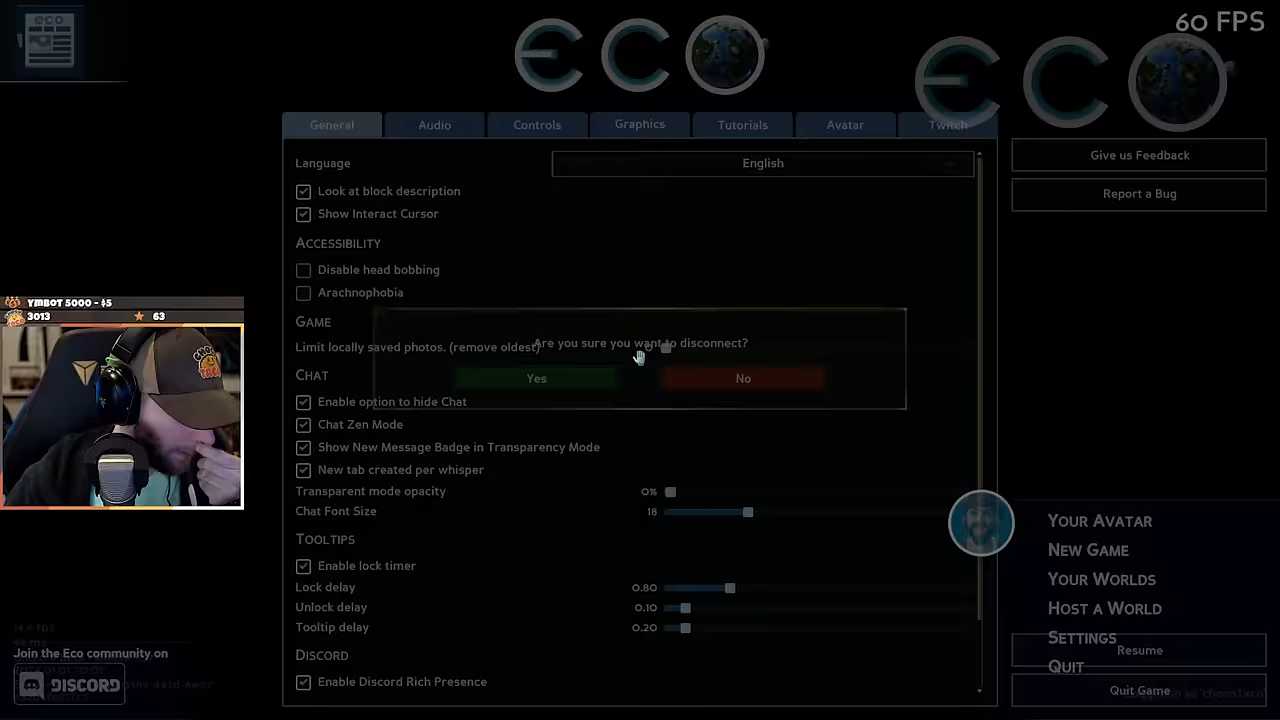 eco
ECO
60 FPS
ECO
General
Audio
Controls
Graphics
Tutorials
Avatar
Twitch
Language
English
Look at block description
Show Interact Cursor
ACCESSIBILITY
Disable head bobbing
Arachnophobia
GAME
Limit locally saved photos. (remove oldest)
Are you sure you want to disconnect?
Yes
No
CHAT
Enable option to hide Chat
Chat Zen Mode
Show New Message Badge in Transparency Mode
New tab created per whisper
Transparent mode opacity
0%
Chat Font Size
18
TOOLTIPS
Enable lock timer
Lock delay
0.80
Unlock delay
0.10
Tooltip delay
0.20
DISCORD
Enable Discord Rich Presence
Give us Feedback
Report a Bug
YMBOT 5000 - $5
3013
63
YOUR AVATAR
NEW GAME
YOUR WORLDS
HOST A WORLD
SETTINGS
Resume
QUIT
Quit Game
Join the Eco community on
DISCORD